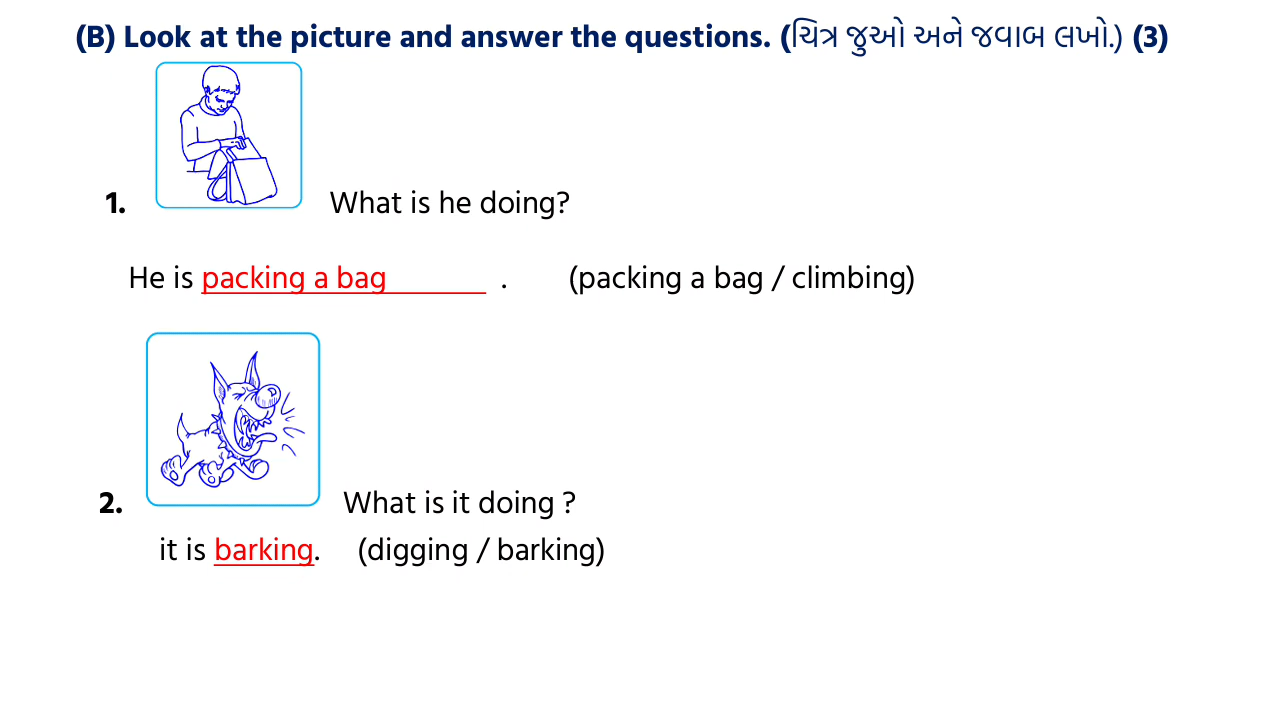 (B) Look at the picture and answer the questions. (ચિત્ર જુઓ અને જવાબ લખો.) (3)
1. What is he doing?
He is packing a bag______ . (packing a bag / climbing)
2. What is it doing ?
it is barking. (digging / barking)